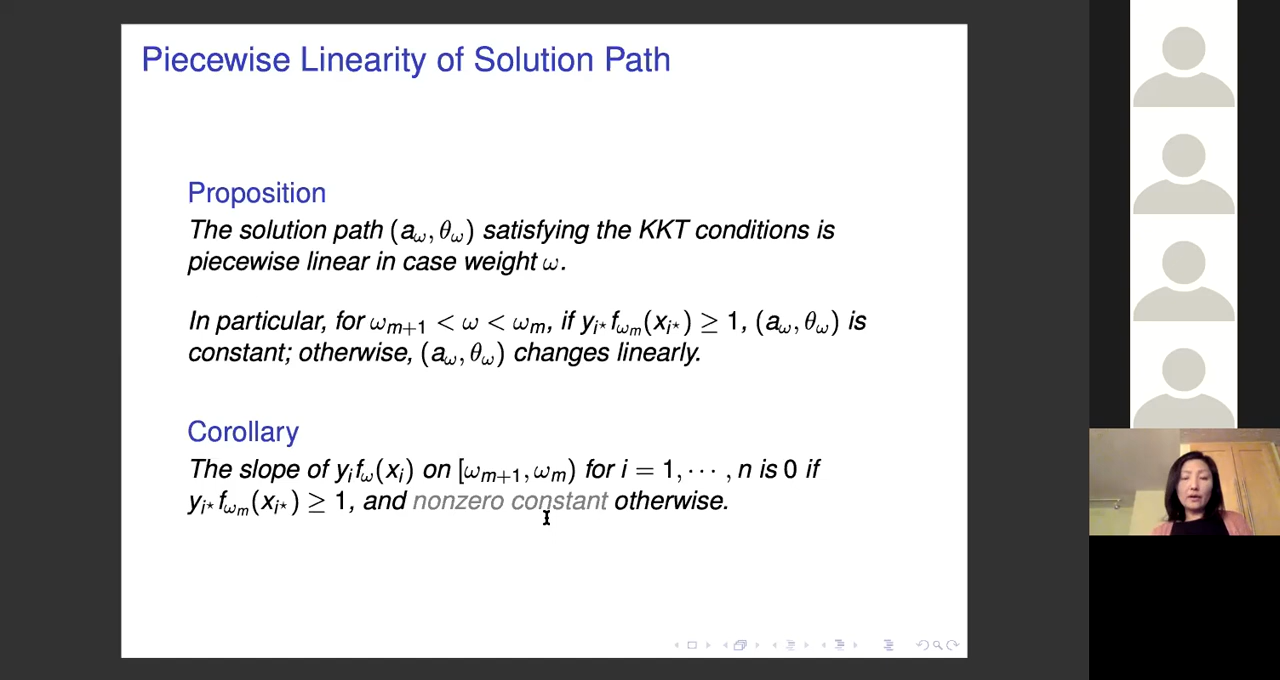 Piecewise Linearity of Solution Path
Proposition
The solution path (a_ω, θ_ω) satisfying the KKT conditions is
piecewise linear in case weight ω.
In particular, for ω_{m+1} < ω < ω_m, if y_{i⋆} f_{ω_m}(x_{i⋆}) ≥ 1, (a_ω, θ_ω) is
constant; otherwise, (a_ω, θ_ω) changes linearly.
Corollary
The slope of y_i f_ω(x_i) on [ω_{m+1}, ω_m) for i = 1, ⋯ , n is 0 if
y_{i⋆} f_{ω_m}(x_{i⋆}) ≥ 1, and nonzero constant otherwise.